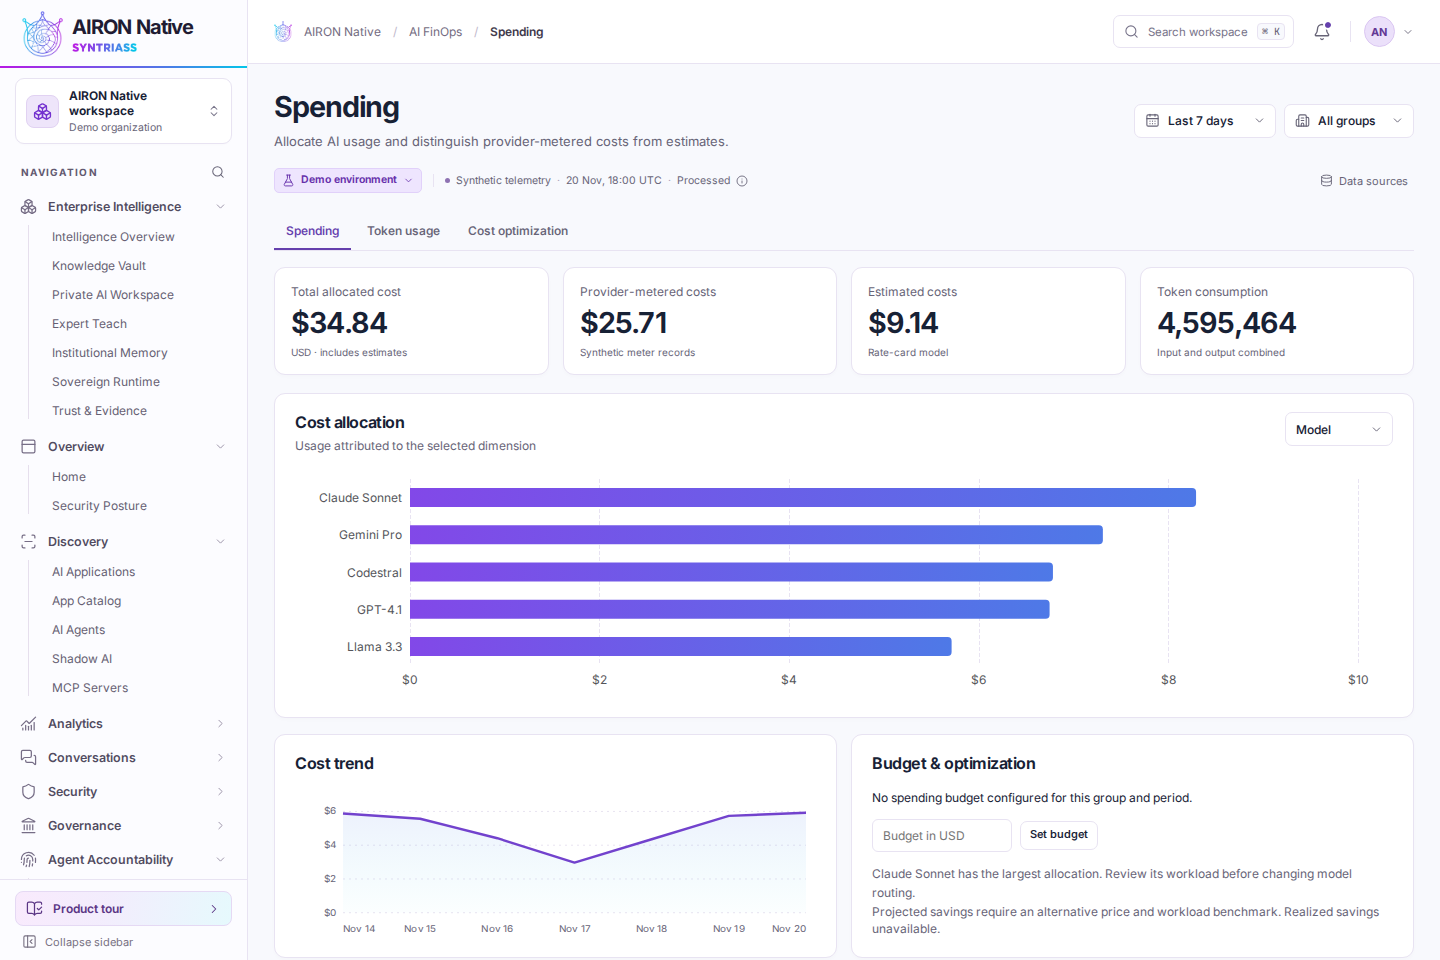 AIRON Native
SYNTRIASS
AIRON Native
workspace
Demo organization
NAVIGATION
Enterprise Intelligence
Intelligence Overview
Knowledge Vault
Private AI Workspace
Expert Teach
Institutional Memory
Sovereign Runtime
Trust & Evidence
Overview
Home
Security Posture
Discovery
AI Applications
App Catalog
AI Agents
Shadow AI
MCP Servers
Analytics
Conversations
Security
Governance
Agent Accountability
Product tour
Collapse sidebar
AIRON Native / AI FinOps / Spending
Search workspace ⌘ K
AN
Spending
Allocate AI usage and distinguish provider-metered costs from estimates.
Last 7 days
All groups
Demo environment
Synthetic telemetry · 20 Nov, 18:00 UTC · Processed
Data sources
Spending Token usage Cost optimization
Total allocated cost
$34.84
USD · includes estimates
Provider-metered costs
$25.71
Synthetic meter records
Estimated costs
$9.14
Rate-card model
Token consumption
4,595,464
Input and output combined
Cost allocation
Usage attributed to the selected dimension
Model
Claude Sonnet
Gemini Pro
Codestral
GPT-4.1
Llama 3.3
$0 $2 $4 $6 $8 $10
Cost trend
$6
$4
$2
$0
Nov 14 Nov 15 Nov 16 Nov 17 Nov 18 Nov 19 Nov 20
Budget & optimization
No spending budget configured for this group and period.
Budget in USD
Set budget
Claude Sonnet has the largest allocation. Review its workload before changing model
routing.
Projected savings require an alternative price and workload benchmark. Realized savings
unavailable.